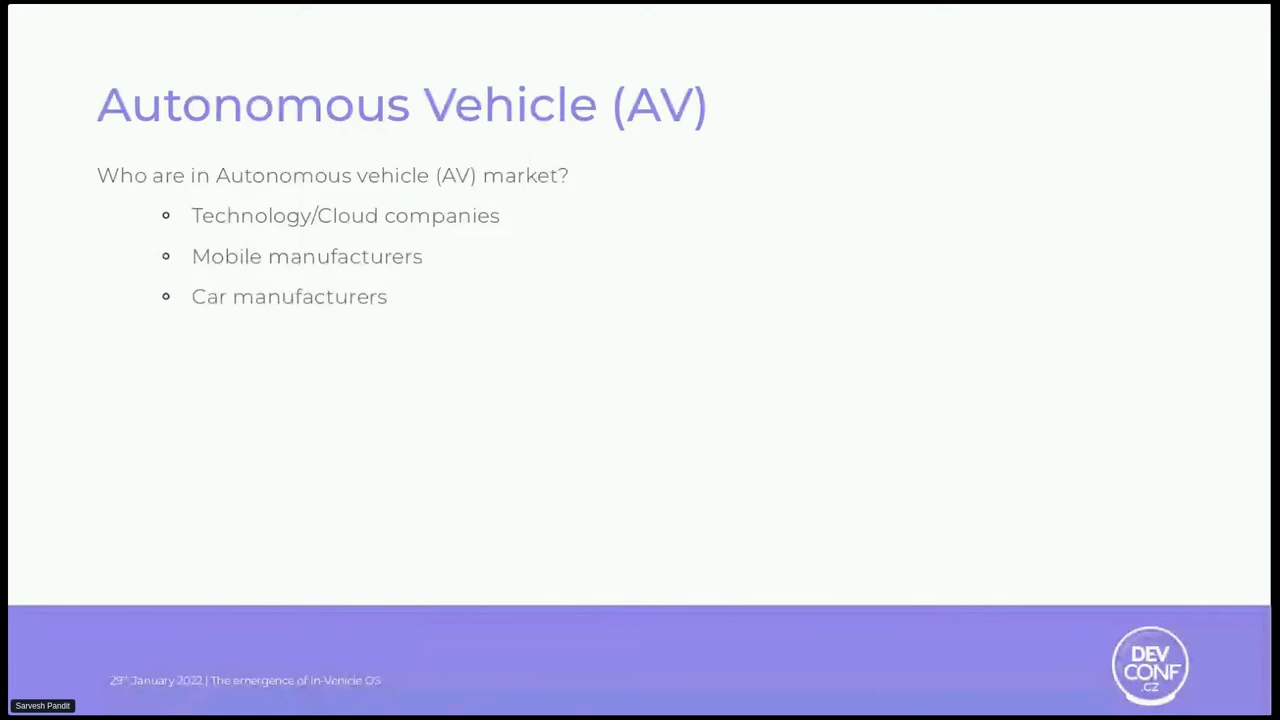 Autonomous Vehicle (AV)
Who are in Autonomous vehicle (AV) market?
Technology/Cloud companies
Mobile manufacturers
Car manufacturers
29th January 2022 | The emergence of In-Vehicle OS
DEV
CONF
.CZ
Sarvesh Pandit